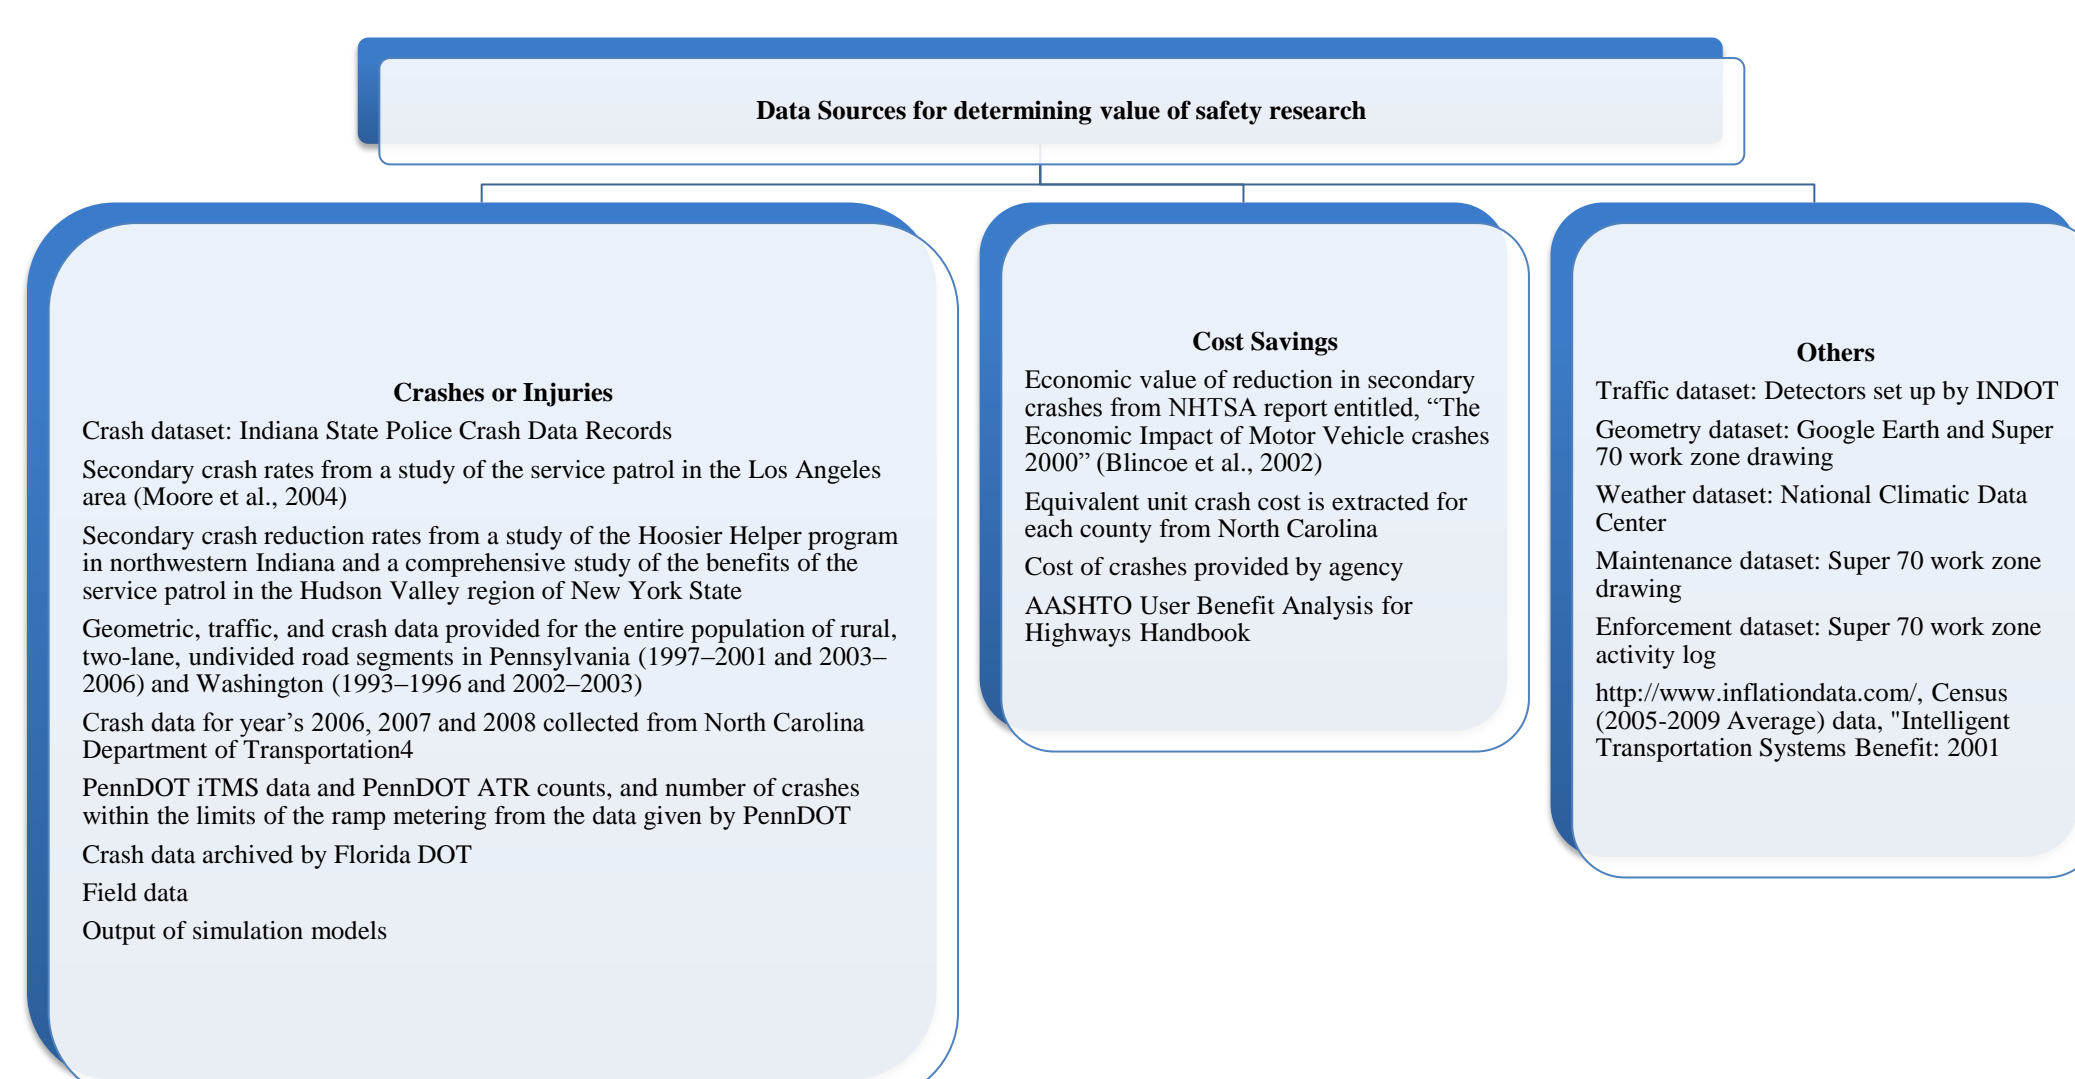 Data Sources for determining value of safety research
Crashes or Injuries
Crash dataset: Indiana State Police Crash Data Records
Secondary crash rates from a study of the service patrol in the Los Angeles
area (Moore et al., 2004)
Secondary crash reduction rates from a study of the Hoosier Helper program
in northwestern Indiana and a comprehensive study of the benefits of the
service patrol in the Hudson Valley region of New York State
Geometric, traffic, and crash data provided for the entire population of rural,
two-lane, undivided road segments in Pennsylvania (1997–2001 and 2003–
2006) and Washington (1993–1996 and 2002–2003)
Crash data for year’s 2006, 2007 and 2008 collected from North Carolina
Department of Transportation4
PennDOT iTMS data and PennDOT ATR counts, and number of crashes
within the limits of the ramp metering from the data given by PennDOT
Crash data archived by Florida DOT
Field data
Output of simulation models
Cost Savings
Economic value of reduction in secondary
crashes from NHTSA report entitled, “The
Economic Impact of Motor Vehicle crashes
2000” (Blincoe et al., 2002)
Equivalent unit crash cost is extracted for
each county from North Carolina
Cost of crashes provided by agency
AASHTO User Benefit Analysis for
Highways Handbook
Others
Traffic dataset: Detectors set up by INDOT
Geometry dataset: Google Earth and Super
70 work zone drawing
Weather dataset: National Climatic Data
Center
Maintenance dataset: Super 70 work zone
drawing
Enforcement dataset: Super 70 work zone
activity log
http://www.inflationdata.com/, Census
(2005-2009 Average) data, "Intelligent
Transportation Systems Benefit: 2001